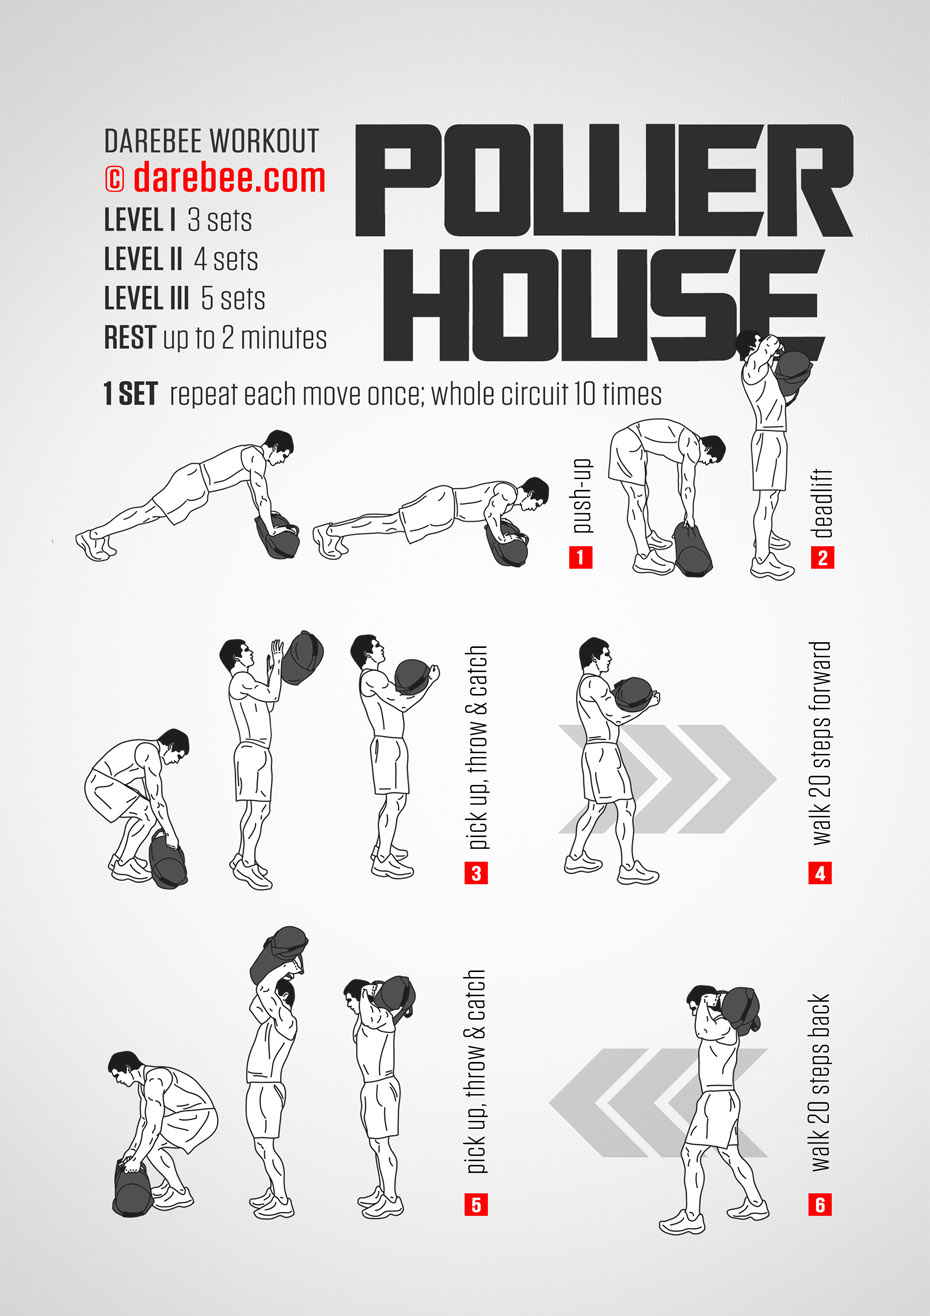 DAREBEE WORKOUT
© darebee.com
LEVEL I 3 sets
LEVEL II 4 sets
LEVEL III 5 sets
REST up to 2 minutes
POWER
HOUSE
1 SET repeat each move once; whole circuit 10 times
1 push-up
2 deadlift
3 pick up, throw & catch
4 walk 20 steps forward
5 pick up, throw & catch
6 walk 20 steps back